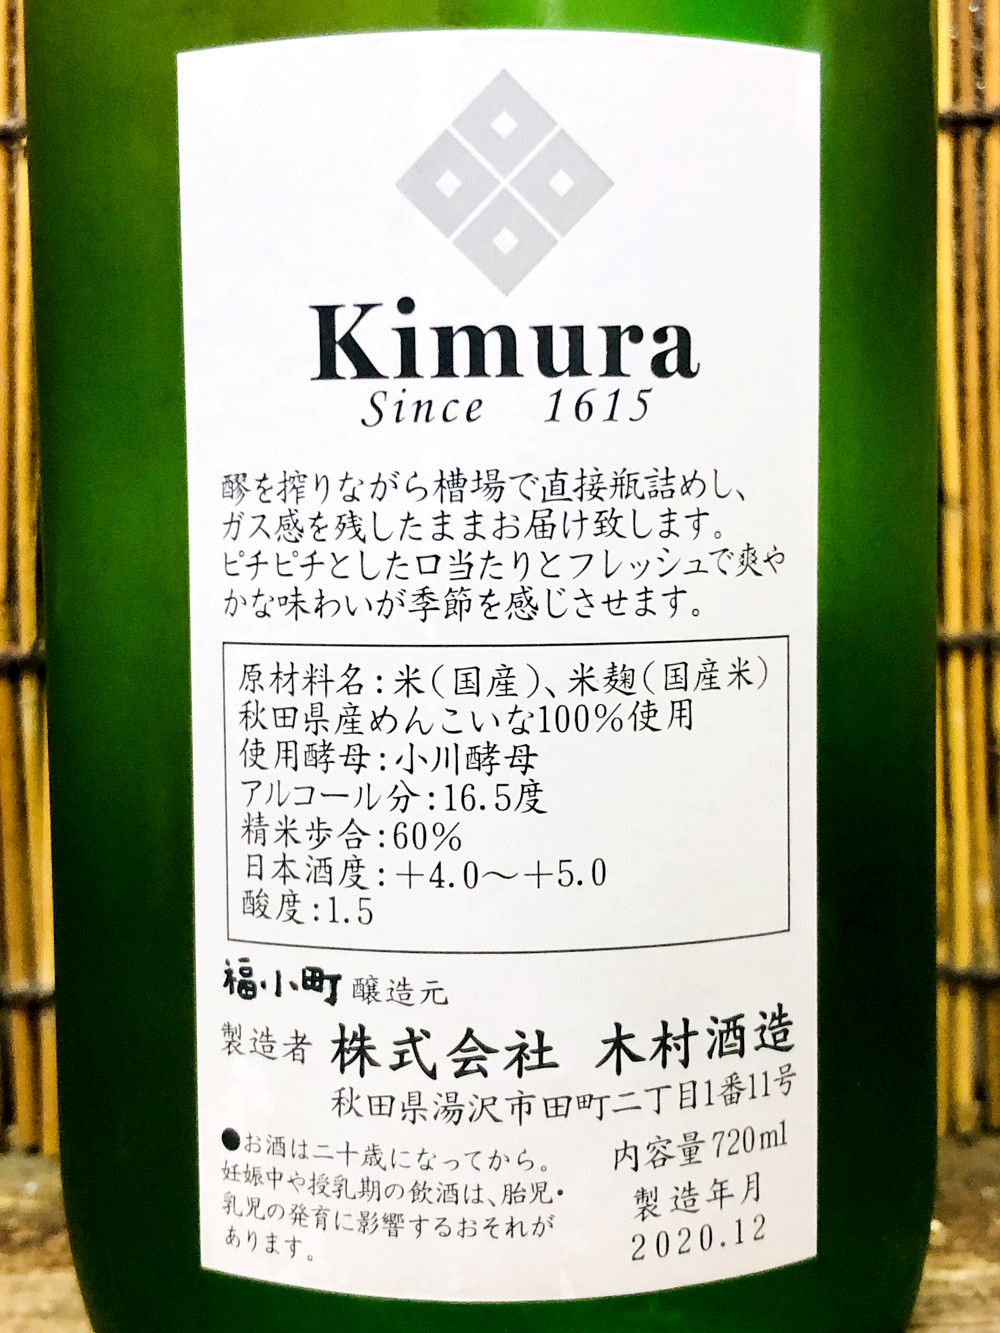 Kimura
Since 1615
醪を搾りながら槽場で直接瓶詰めし、
ガス感を残したままお届け致します。
ピチピチとした口当たりとフレッシュで爽や
かな味わいが季節を感じさせます。
原材料名:米(国産)、米麹(国産米)
秋田県産めんこいな100%使用
使用酵母:小川酵母
アルコール分:16.5度
精米歩合:60%
日本酒度:+4.0～+5.0
酸度:1.5
福小町 醸造元
製造者 株式会社 木村酒造
秋田県湯沢市田町二丁目1番11号
●お酒は二十歳になってから。
妊娠中や授乳期の飲酒は、胎児・
乳児の発育に影響するおそれが
あります。
内容量720ml
製造年月
2020.12